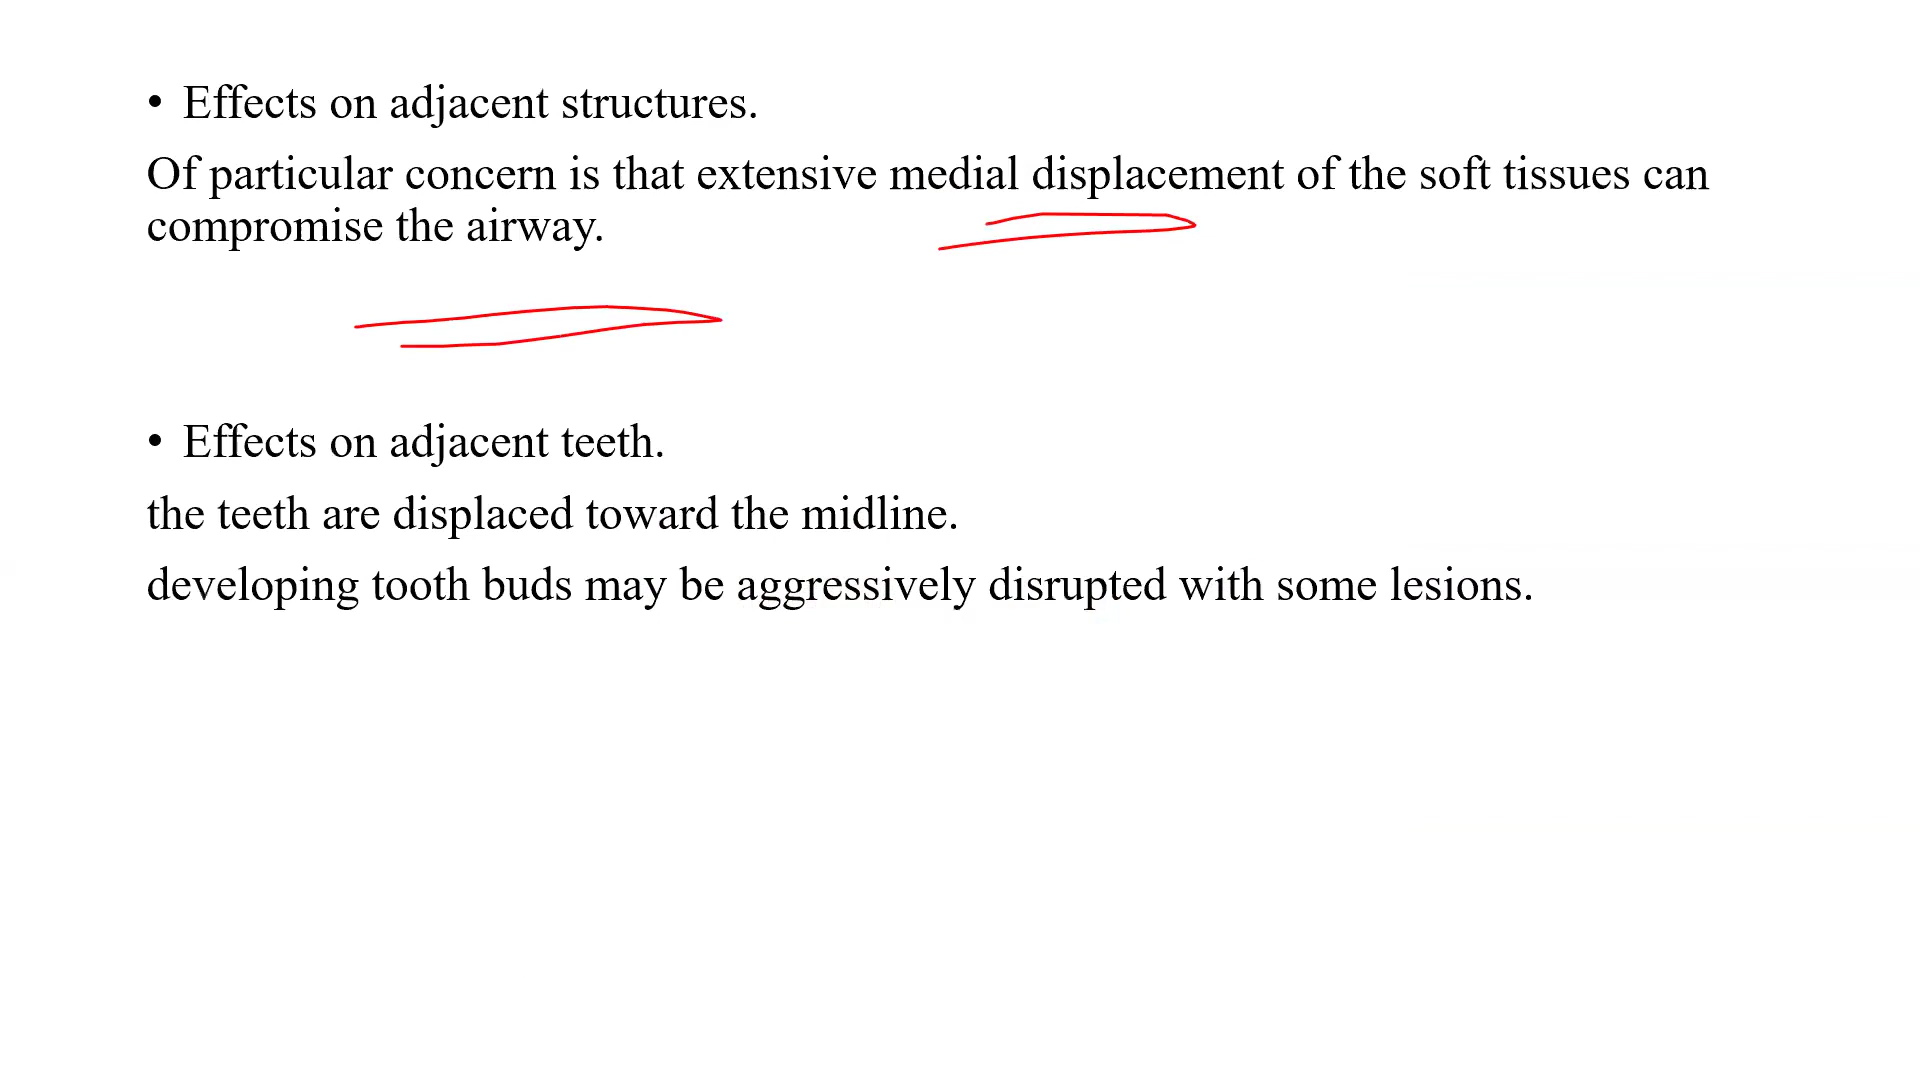 • Effects on adjacent structures.
Of particular concern is that extensive medial displacement of the soft tissues can
compromise the airway.
• Effects on adjacent teeth.
the teeth are displaced toward the midline.
developing tooth buds may be aggressively disrupted with some lesions.